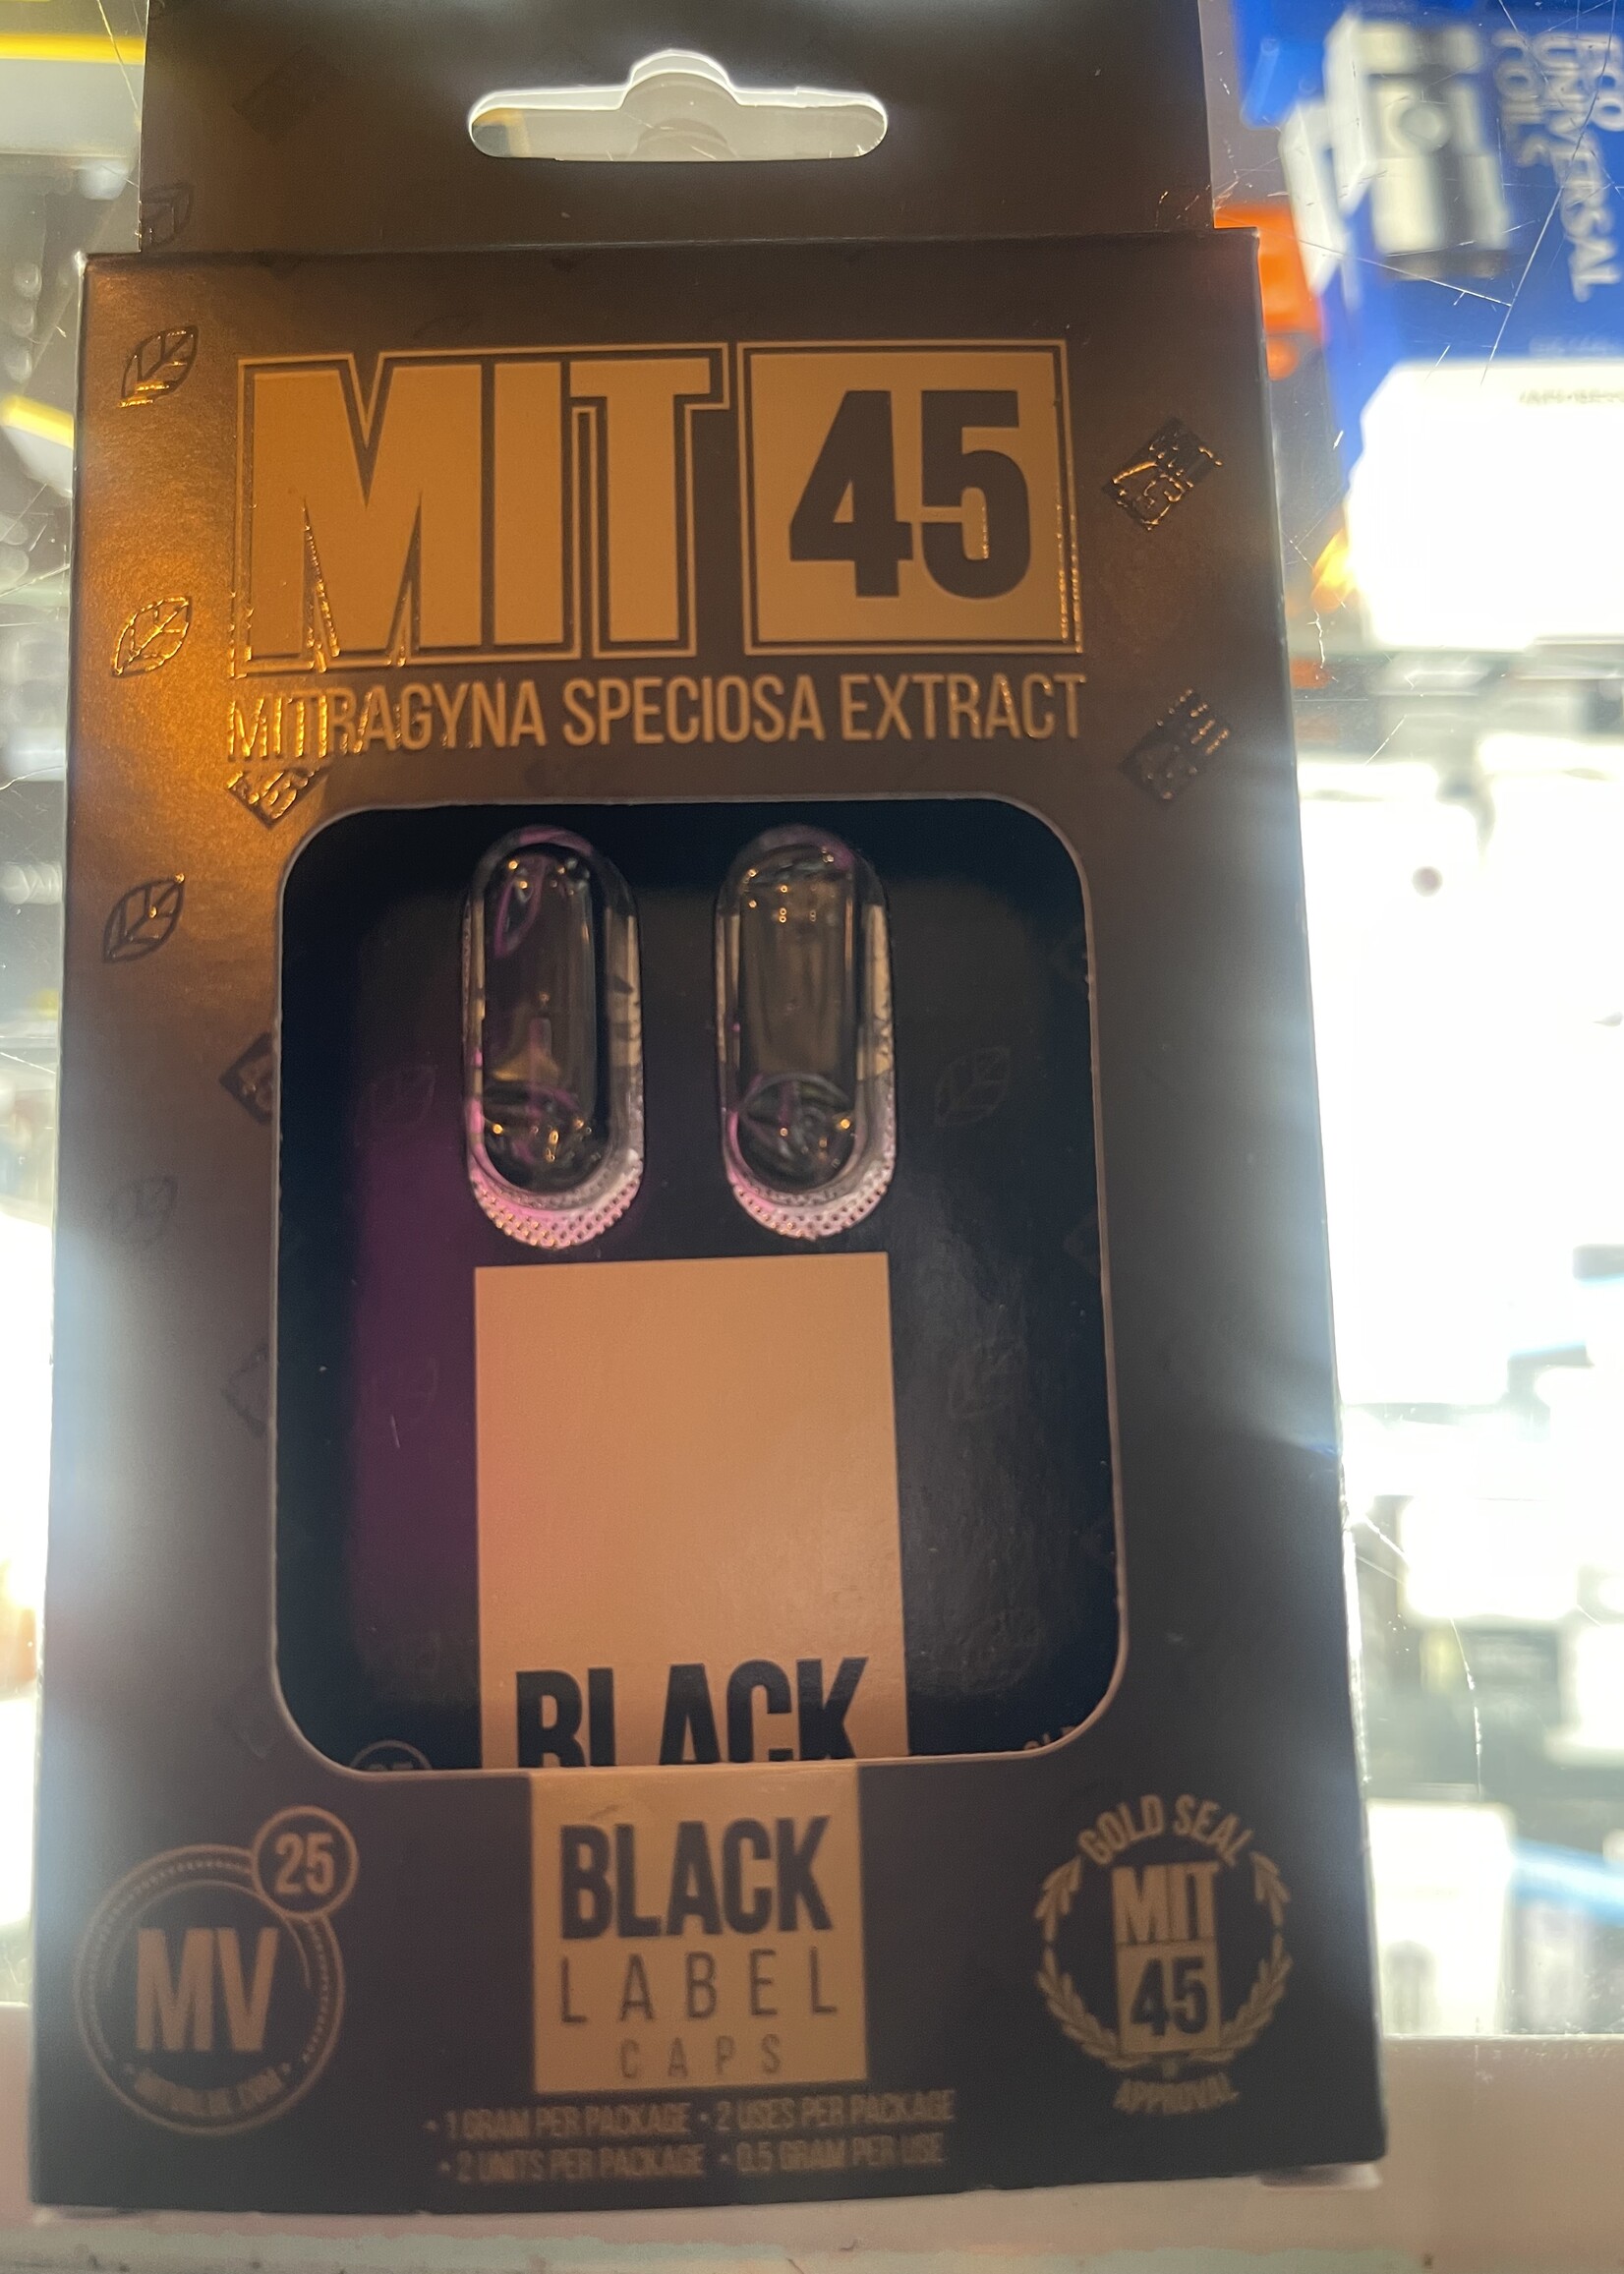 MIT 45
MITRAGYNA SPECIOSA EXTRACT
BLACK
BLACK
LABEL
CAPS
25
MV
GOLD SEAL
MIT
45
APPROVAL
• 1 GRAM PER PACKAGE • 2 USES PER PACKAGE
• 2 UNITS PER PACKAGE • 0.5 GRAM PER USE
UNIVERSAL